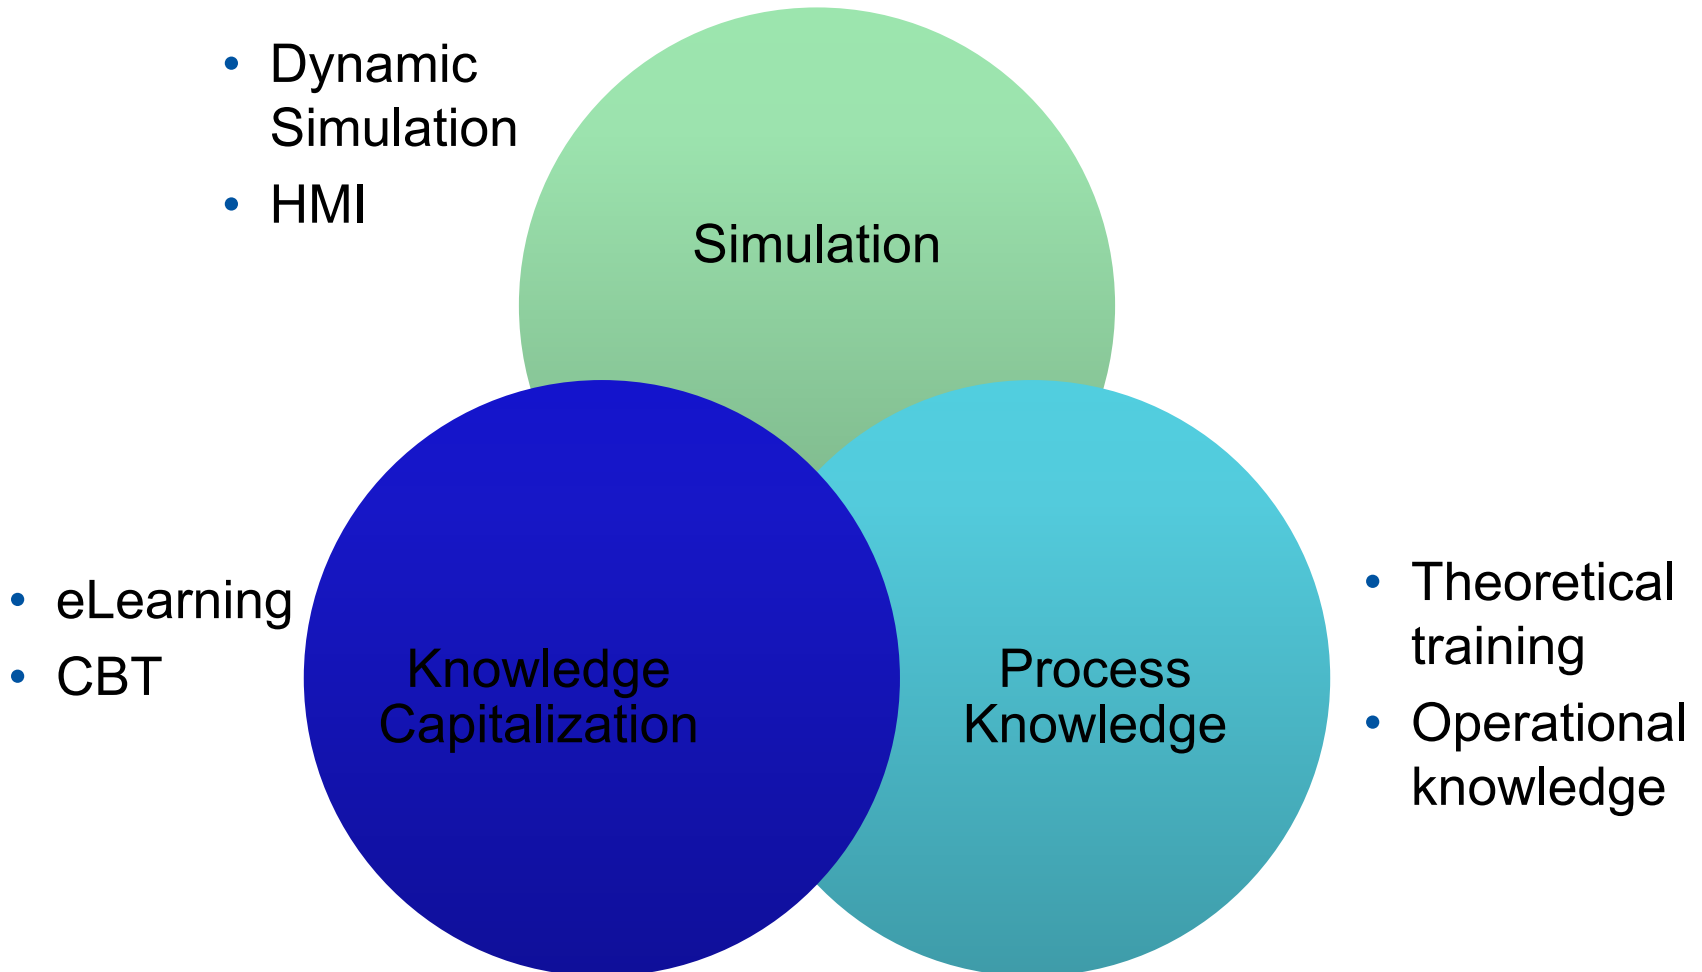 • Dynamic
Simulation
• HMI
Simulation
• eLearning
• CBT
Knowledge
Capitalization
Process
Knowledge
• Theoretical
training
• Operational
knowledge